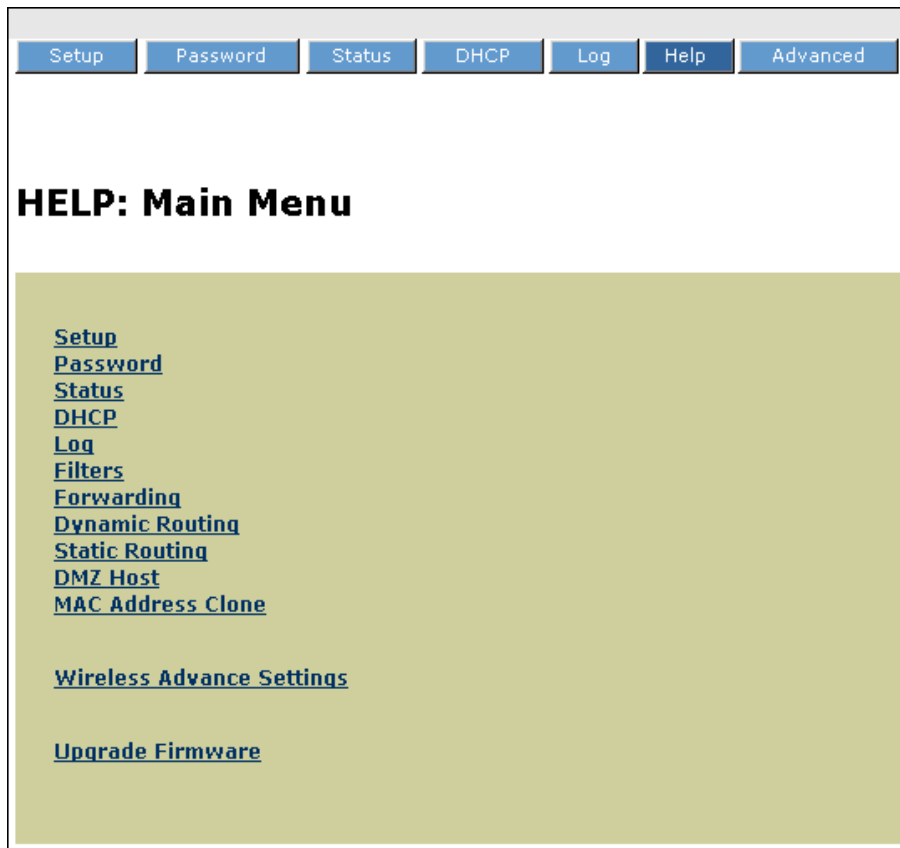 Setup Password Status DHCP Log Help Advanced
HELP: Main Menu
Setup
Password
Status
DHCP
Log
Filters
Forwarding
Dynamic Routing
Static Routing
DMZ Host
MAC Address Clone
Wireless Advance Settings
Upgrade Firmware